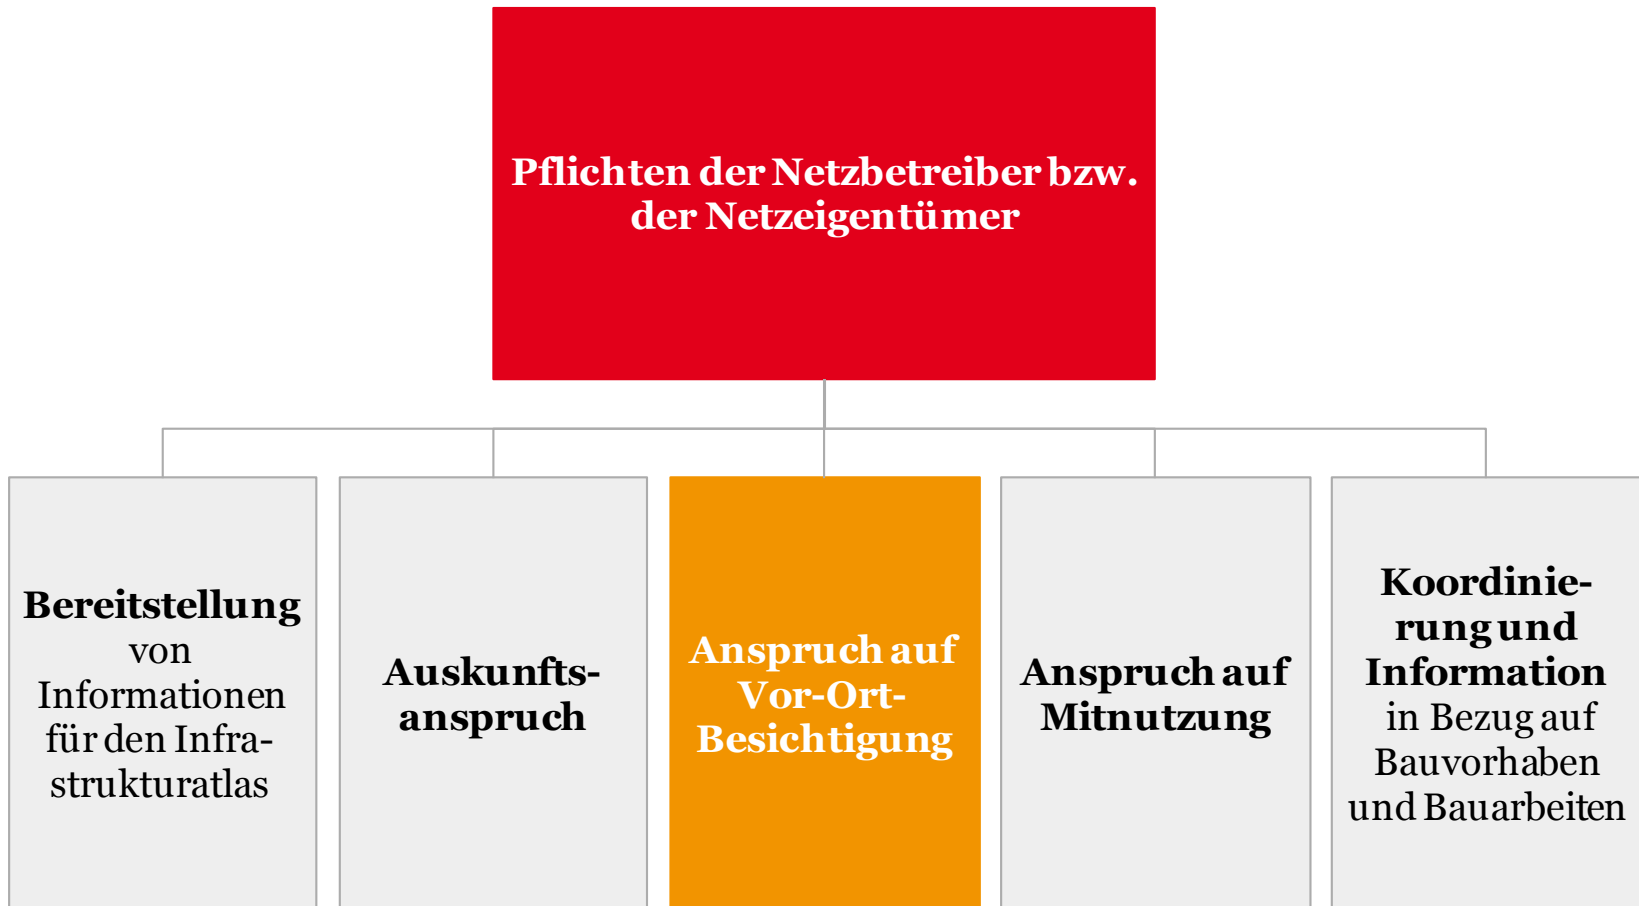 Pflichten der Netzbetreiber bzw.
der Netzeigentümer
Bereitstellung
von
Informationen
für den Infra-
strukturatlas
Auskunfts-
anspruch
Anspruch auf
Vor-Ort-
Besichtigung
Anspruch auf
Mitnutzung
Koordinie-
rung und
Information
in Bezug auf
Bauvorhaben
und Bauarbeiten